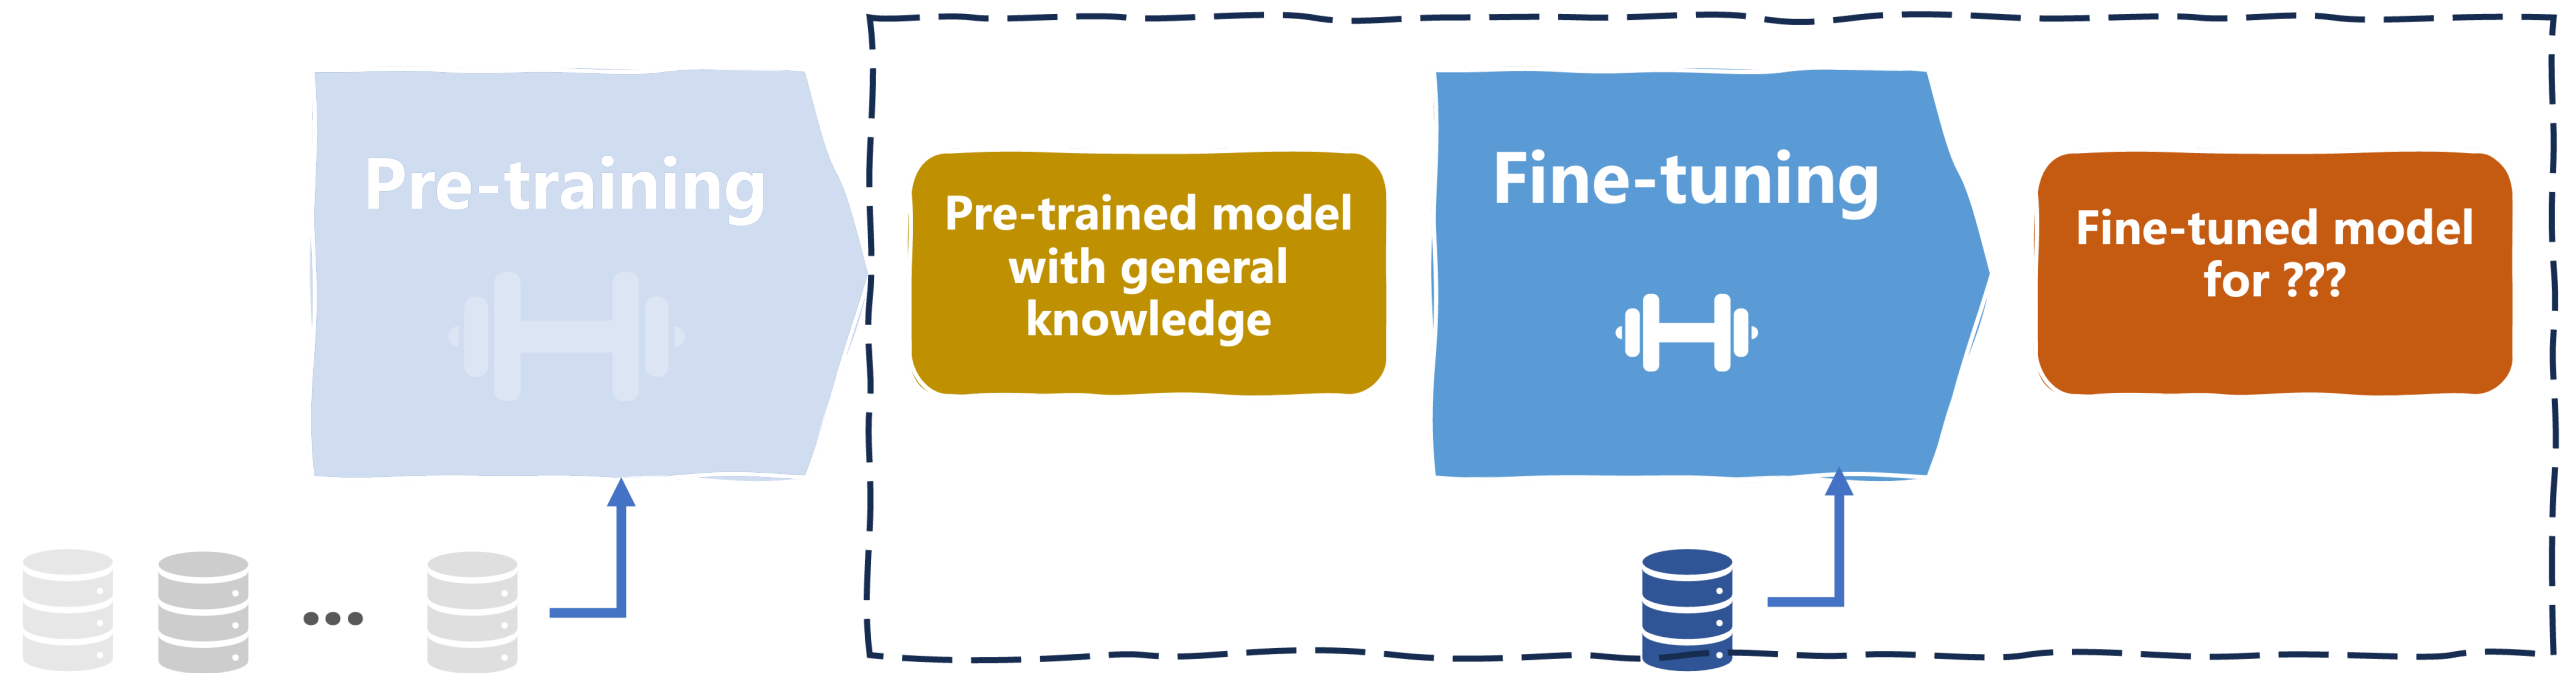 Pre-training
Pre-trained model
with general
knowledge
Fine-tuning
Fine-tuned model
for ???